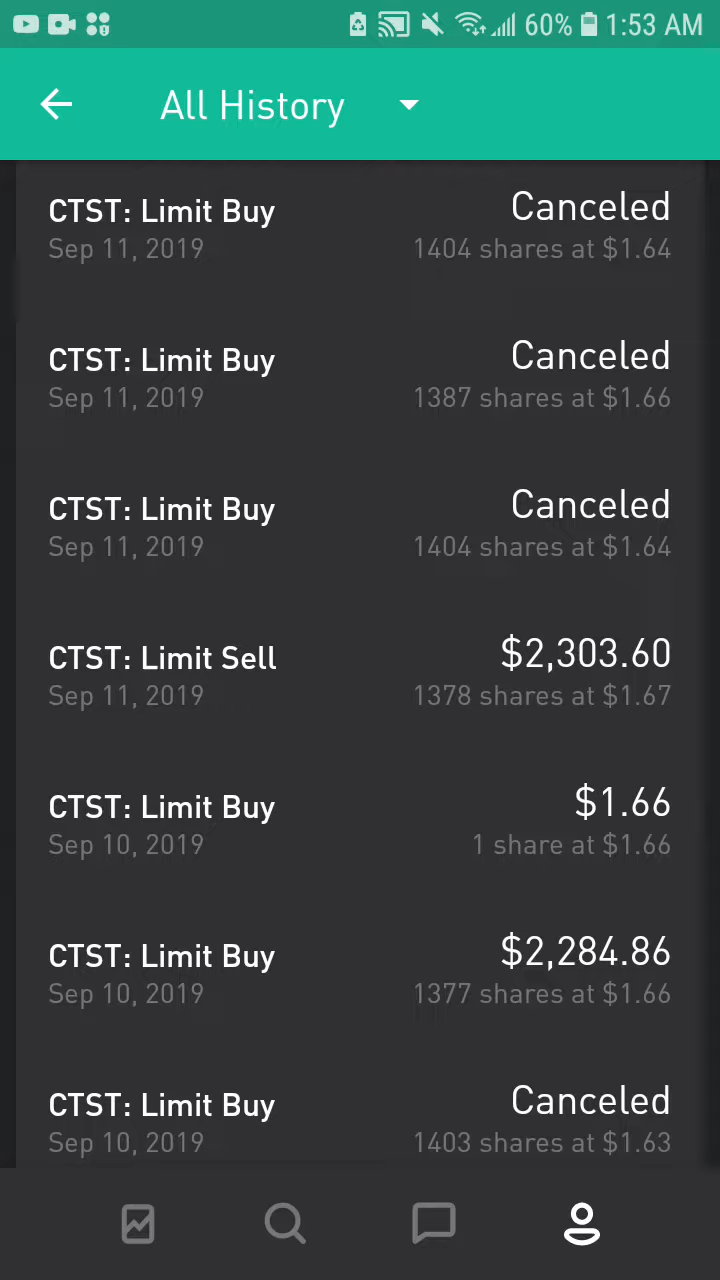 60% 1:53 AM
All History
CTST: Limit Buy Canceled
Sep 11, 2019 1404 shares at $1.64
CTST: Limit Buy Canceled
Sep 11, 2019 1387 shares at $1.66
CTST: Limit Buy Canceled
Sep 11, 2019 1404 shares at $1.64
CTST: Limit Sell $2,303.60
Sep 11, 2019 1378 shares at $1.67
CTST: Limit Buy $1.66
Sep 10, 2019 1 share at $1.66
CTST: Limit Buy $2,284.86
Sep 10, 2019 1377 shares at $1.66
CTST: Limit Buy Canceled
Sep 10, 2019 1403 shares at $1.63